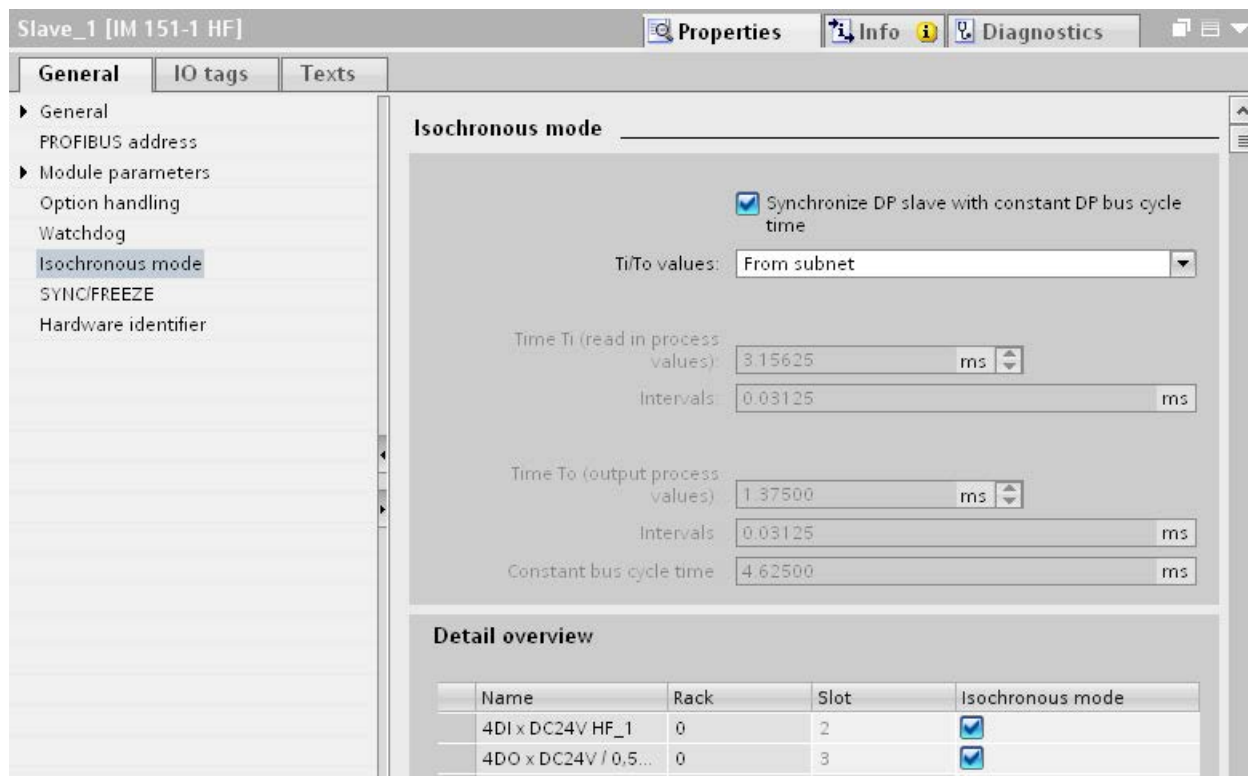 Slave_1 [IM 151-1 HF]
Properties
Info
Diagnostics
General
IO tags
Texts
General
PROFIBUS address
Module parameters
Option handling
Watchdog
Isochronous mode
SYNC/FREEZE
Hardware identifier
Isochronous mode
Synchronize DP slave with constant DP bus cycle
time
Ti/To values: From subnet
Time Ti (read in process
values): 3.15625 ms
Intervals: 0.03125 ms
Time To (output process
values) 1.37500 ms
Intervals 0.03125 ms
Constant bus cycle time 4.62500 ms
Detail overview
Name Rack Slot Isochronous mode
4DI x DC24V HF_1 0 2
4DO x DC24V / 0,5... 0 3